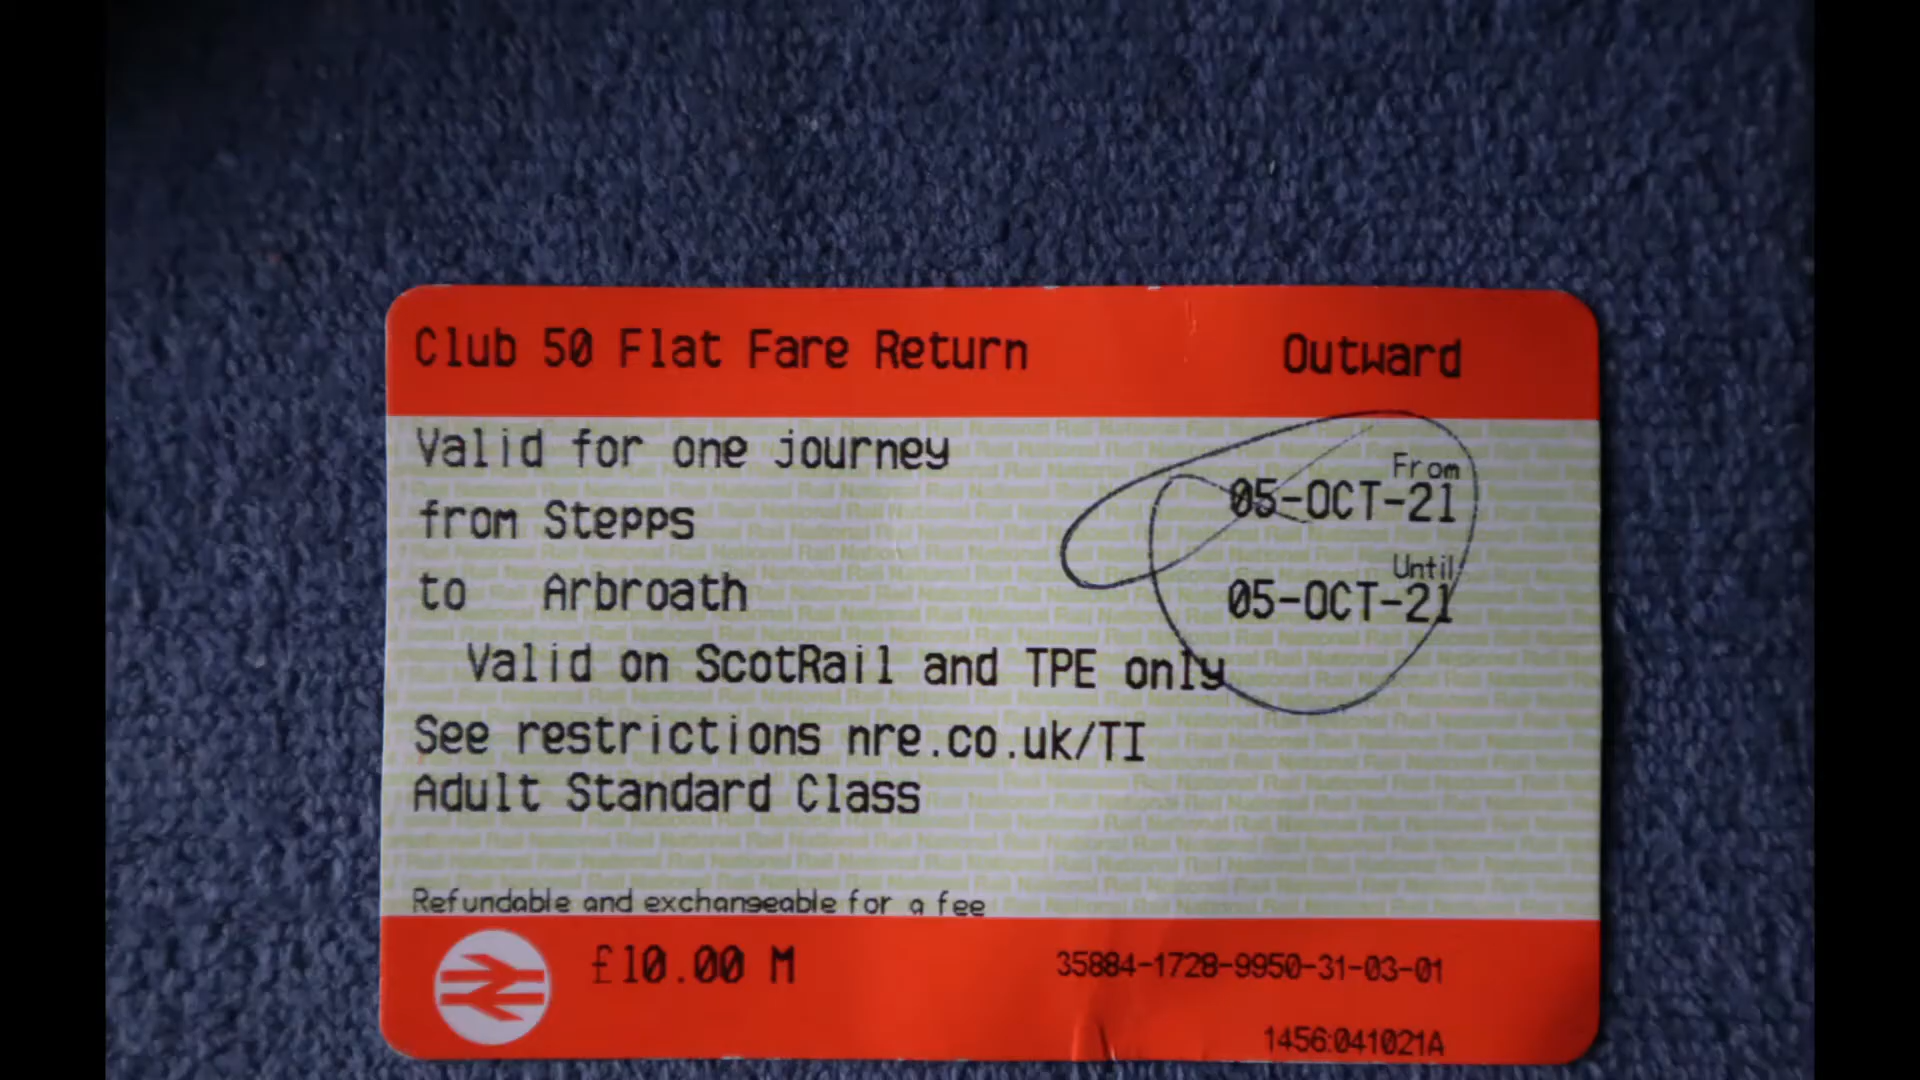 Club 50 Flat Fare Return Outward
Valid for one journey
From
05-OCT-21
from Stepps
Until
05-OCT-21
to Arbroath
Valid on ScotRail and TPE only
See restrictions nre.co.uk/TI
Adult Standard Class
Refundable and exchangeable for a fee
£10.00 M 35884-1728-9950-31-03-01
1456:041021A